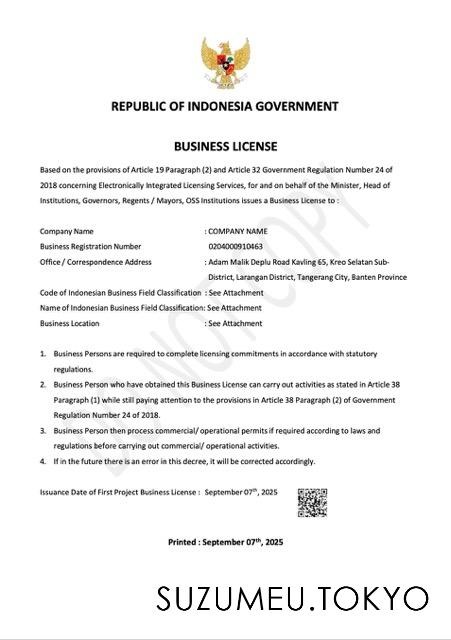 REPUBLIC OF INDONESIA GOVERNMENT
BUSINESS LICENSE
Based on the provisions of Article 19 Paragraph (2) and Article 32 Government Regulation Number 24 of
2018 concerning Electronically Integrated Licensing Services, for and on behalf of the Minister, Head of
Institutions, Governors, Regents / Mayors, OSS Institutions issues a Business License to :
Company Name : COMPANY NAME
Business Registration Number 0204000910463
Office / Correspondence Address : Adam Malik Deplu Road Kavling 65, Kreo Selatan Sub-
District, Larangan District, Tangerang City, Banten Province
Code of Indonesian Business Field Classification : See Attachment
Name of Indonesian Business Field Classification: See Attachment
Business Location : See Attachment
1. Business Persons are required to complete licensing commitments in accordance with statutory
regulations.
2. Business Person who have obtained this Business License can carry out activities as stated in Article 38
Paragraph (1) while still paying attention to the provisions in Article 38 Paragraph (2) of Government
Regulation Number 24 of 2018.
3. Business Person then process commercial/ operational permits if required according to laws and
regulations before carrying out commercial/ operational activities.
4. If in the future there is an error in this decree, it will be corrected accordingly.
Issuance Date of First Project Business License : September 07th, 2025
Printed : September 07th, 2025
DO NOT COPY
SUZUMEU.TOKYO